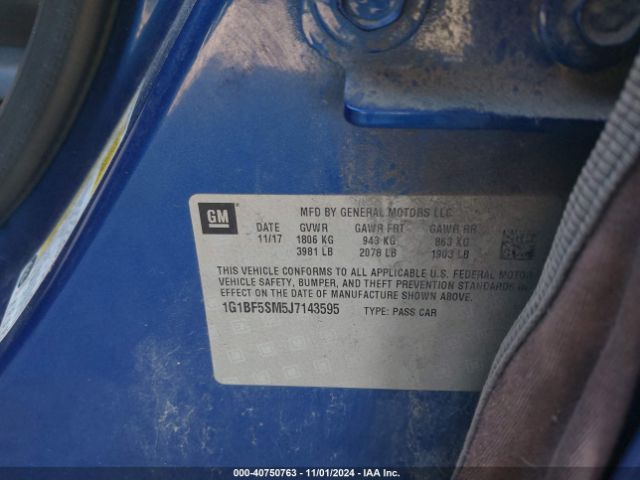 GM
MFD BY GENERAL MOTORS LLC
DATE GVWR GAWR FRT GAWR RR
11/17 1806 KG 943 KG 863 KG
3981 LB 2078 LB 1903 LB
THIS VEHICLE CONFORMS TO ALL APPLICABLE U.S. FEDERAL MOTOR
VEHICLE SAFETY, BUMPER, AND THEFT PREVENTION STANDARDS IN
EFFECT ON THE DATE OF MANUFACTURE SHOWN ABOVE.
1G1BF5SM5J7143595 TYPE: PASS CAR
000-40750763 - 11/01/2024 - IAA Inc.